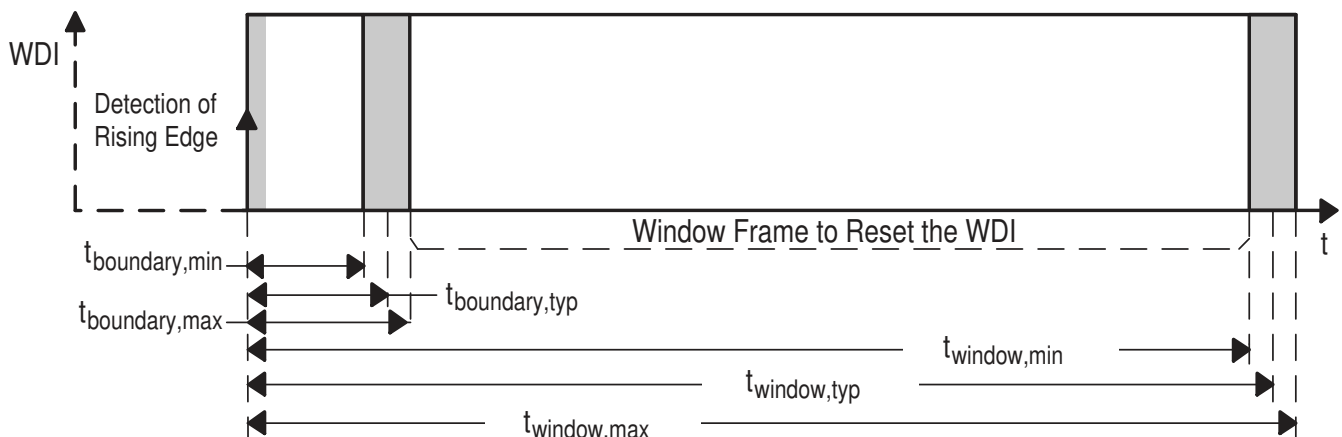 WDI
Detection of
Rising Edge
Window Frame to Reset the WDI
t
tboundary,min
tboundary,typ
tboundary,max
twindow,min
twindow,typ
twindow,max